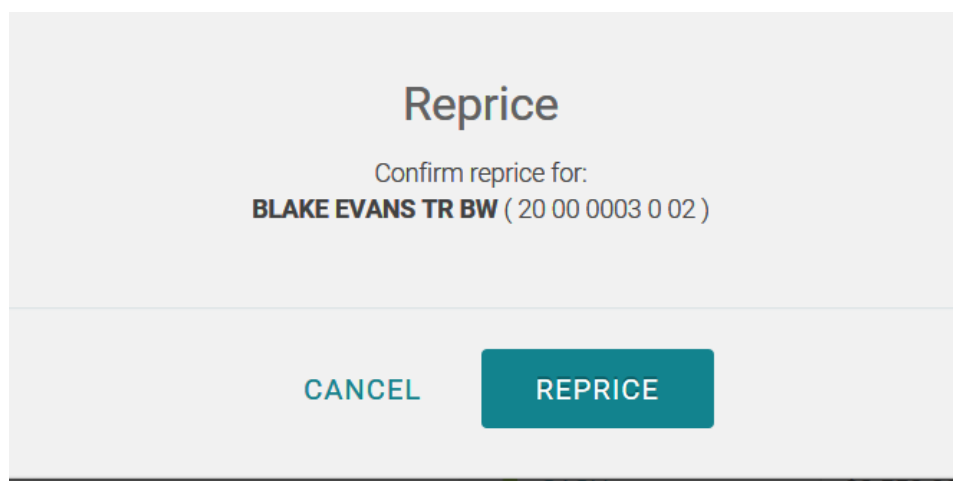 Reprice
Confirm reprice for:
BLAKE EVANS TR BW ( 20 00 0003 0 02 )
CANCEL
REPRICE